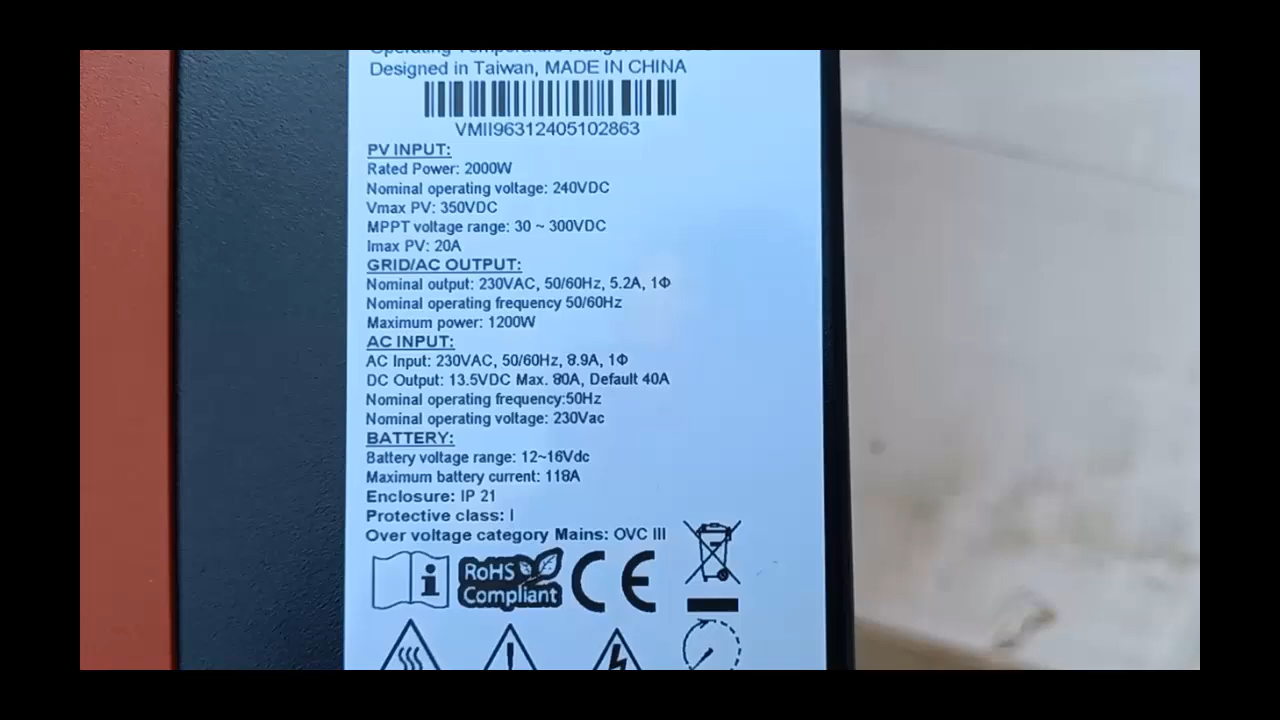 Operating Temperature Range:
Designed in Taiwan, MADE IN CHINA
VMII96312405102863
PV INPUT:
Rated Power: 2000W
Nominal operating voltage: 240VDC
Vmax PV: 350VDC
MPPT voltage range: 30 ~ 300VDC
Imax PV: 20A
GRID/AC OUTPUT:
Nominal output: 230VAC, 50/60Hz, 5.2A, 1Φ
Nominal operating frequency 50/60Hz
Maximum power: 1200W
AC INPUT:
AC Input: 230VAC, 50/60Hz, 8.9A, 1Φ
DC Output: 13.5VDC Max. 80A, Default 40A
Nominal operating frequency:50Hz
Nominal operating voltage: 230Vac
BATTERY:
Battery voltage range: 12~16Vdc
Maximum battery current: 118A
Enclosure: IP 21
Protective class: I
Over voltage category Mains: OVC III
RoHS
Compliant
CE